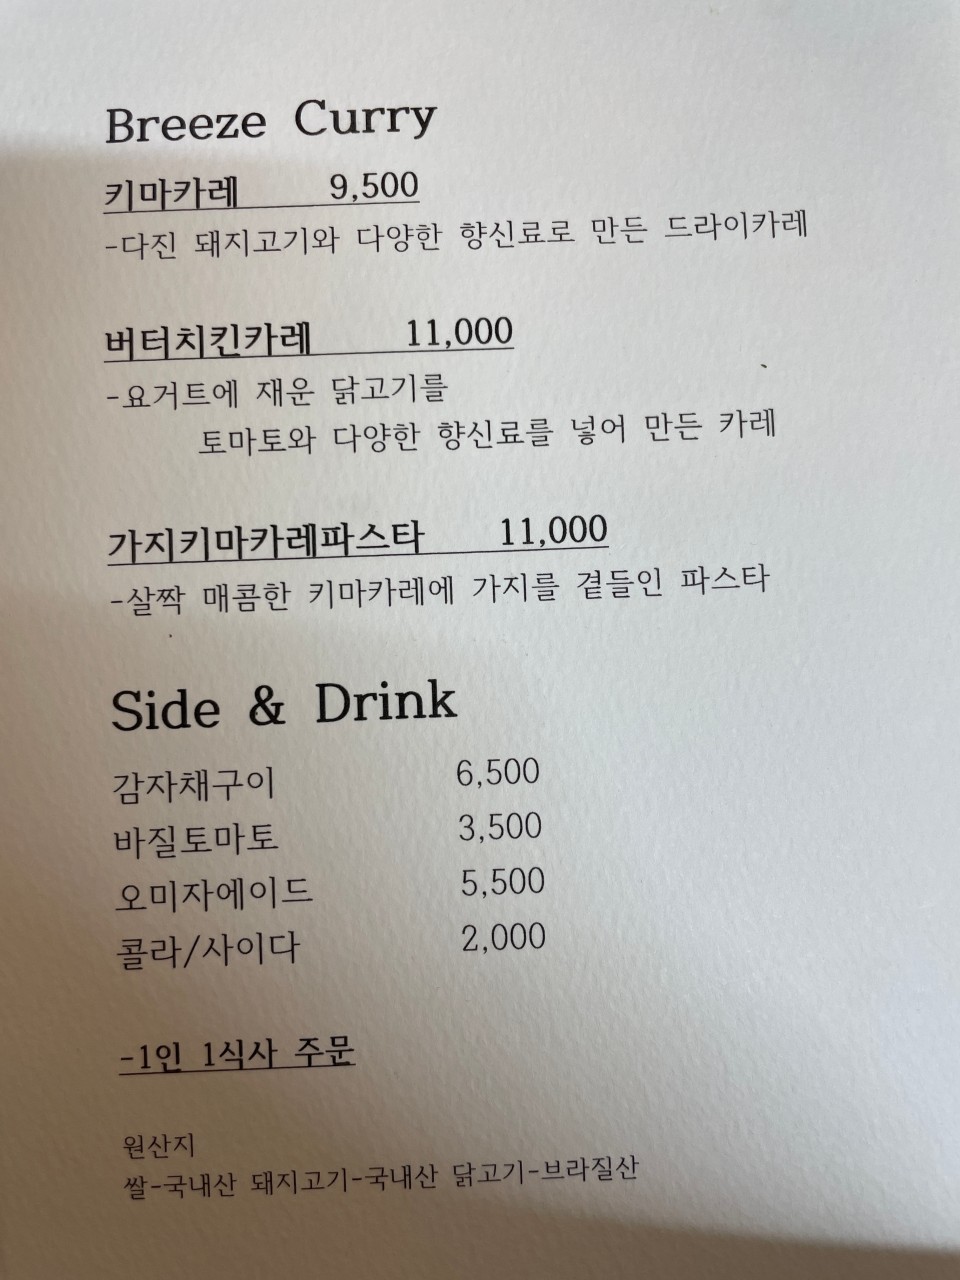 Breeze Curry
키마카레 9,500
-다진 돼지고기와 다양한 향신료로 만든 드라이카레
버터치킨카레 11,000
-요거트에 재운 닭고기를
토마토와 다양한 향신료를 넣어 만든 카레
가지키마카레파스타 11,000
-살짝 매콤한 키마카레에 가지를 곁들인 파스타
Side & Drink
감자채구이 6,500
바질토마토 3,500
오미자에이드 5,500
콜라/사이다 2,000
-1인 1식사 주문
원산지
쌀-국내산 돼지고기-국내산 닭고기-브라질산